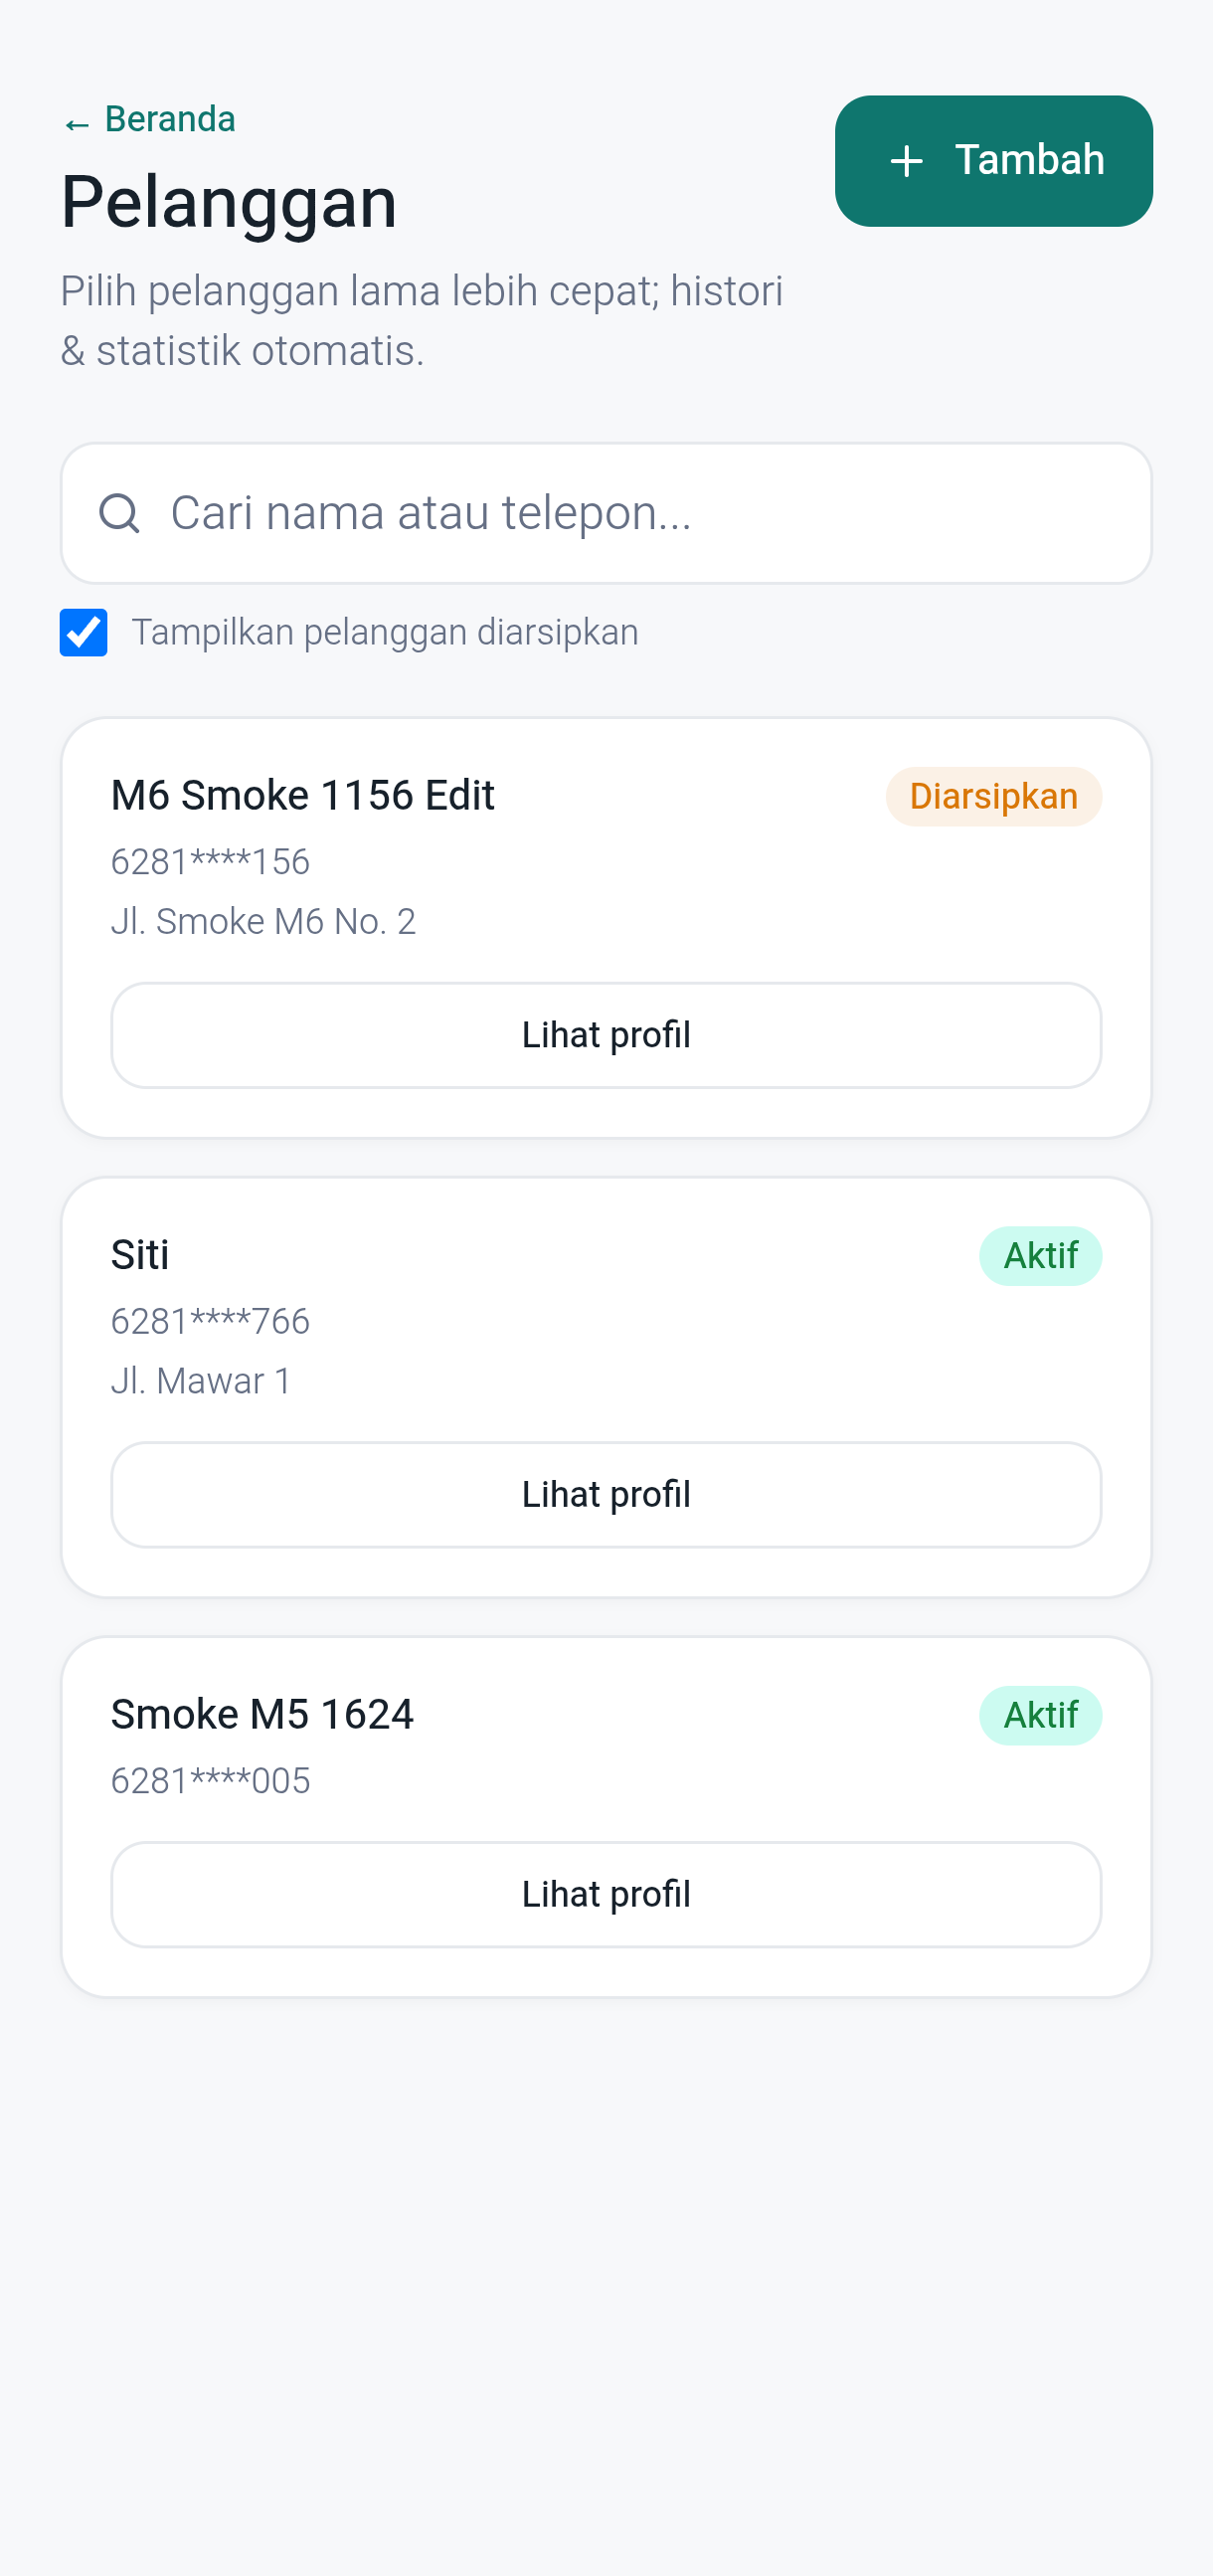 ← Beranda
+ Tambah
Pelanggan
Pilih pelanggan lama lebih cepat; histori
& statistik otomatis.
Cari nama atau telepon...
Tampilkan pelanggan diarsipkan
M6 Smoke 1156 Edit
Diarsipkan
6281****156
Jl. Smoke M6 No. 2
Lihat profil
Siti
Aktif
6281****766
Jl. Mawar 1
Lihat profil
Smoke M5 1624
Aktif
6281****005
Lihat profil